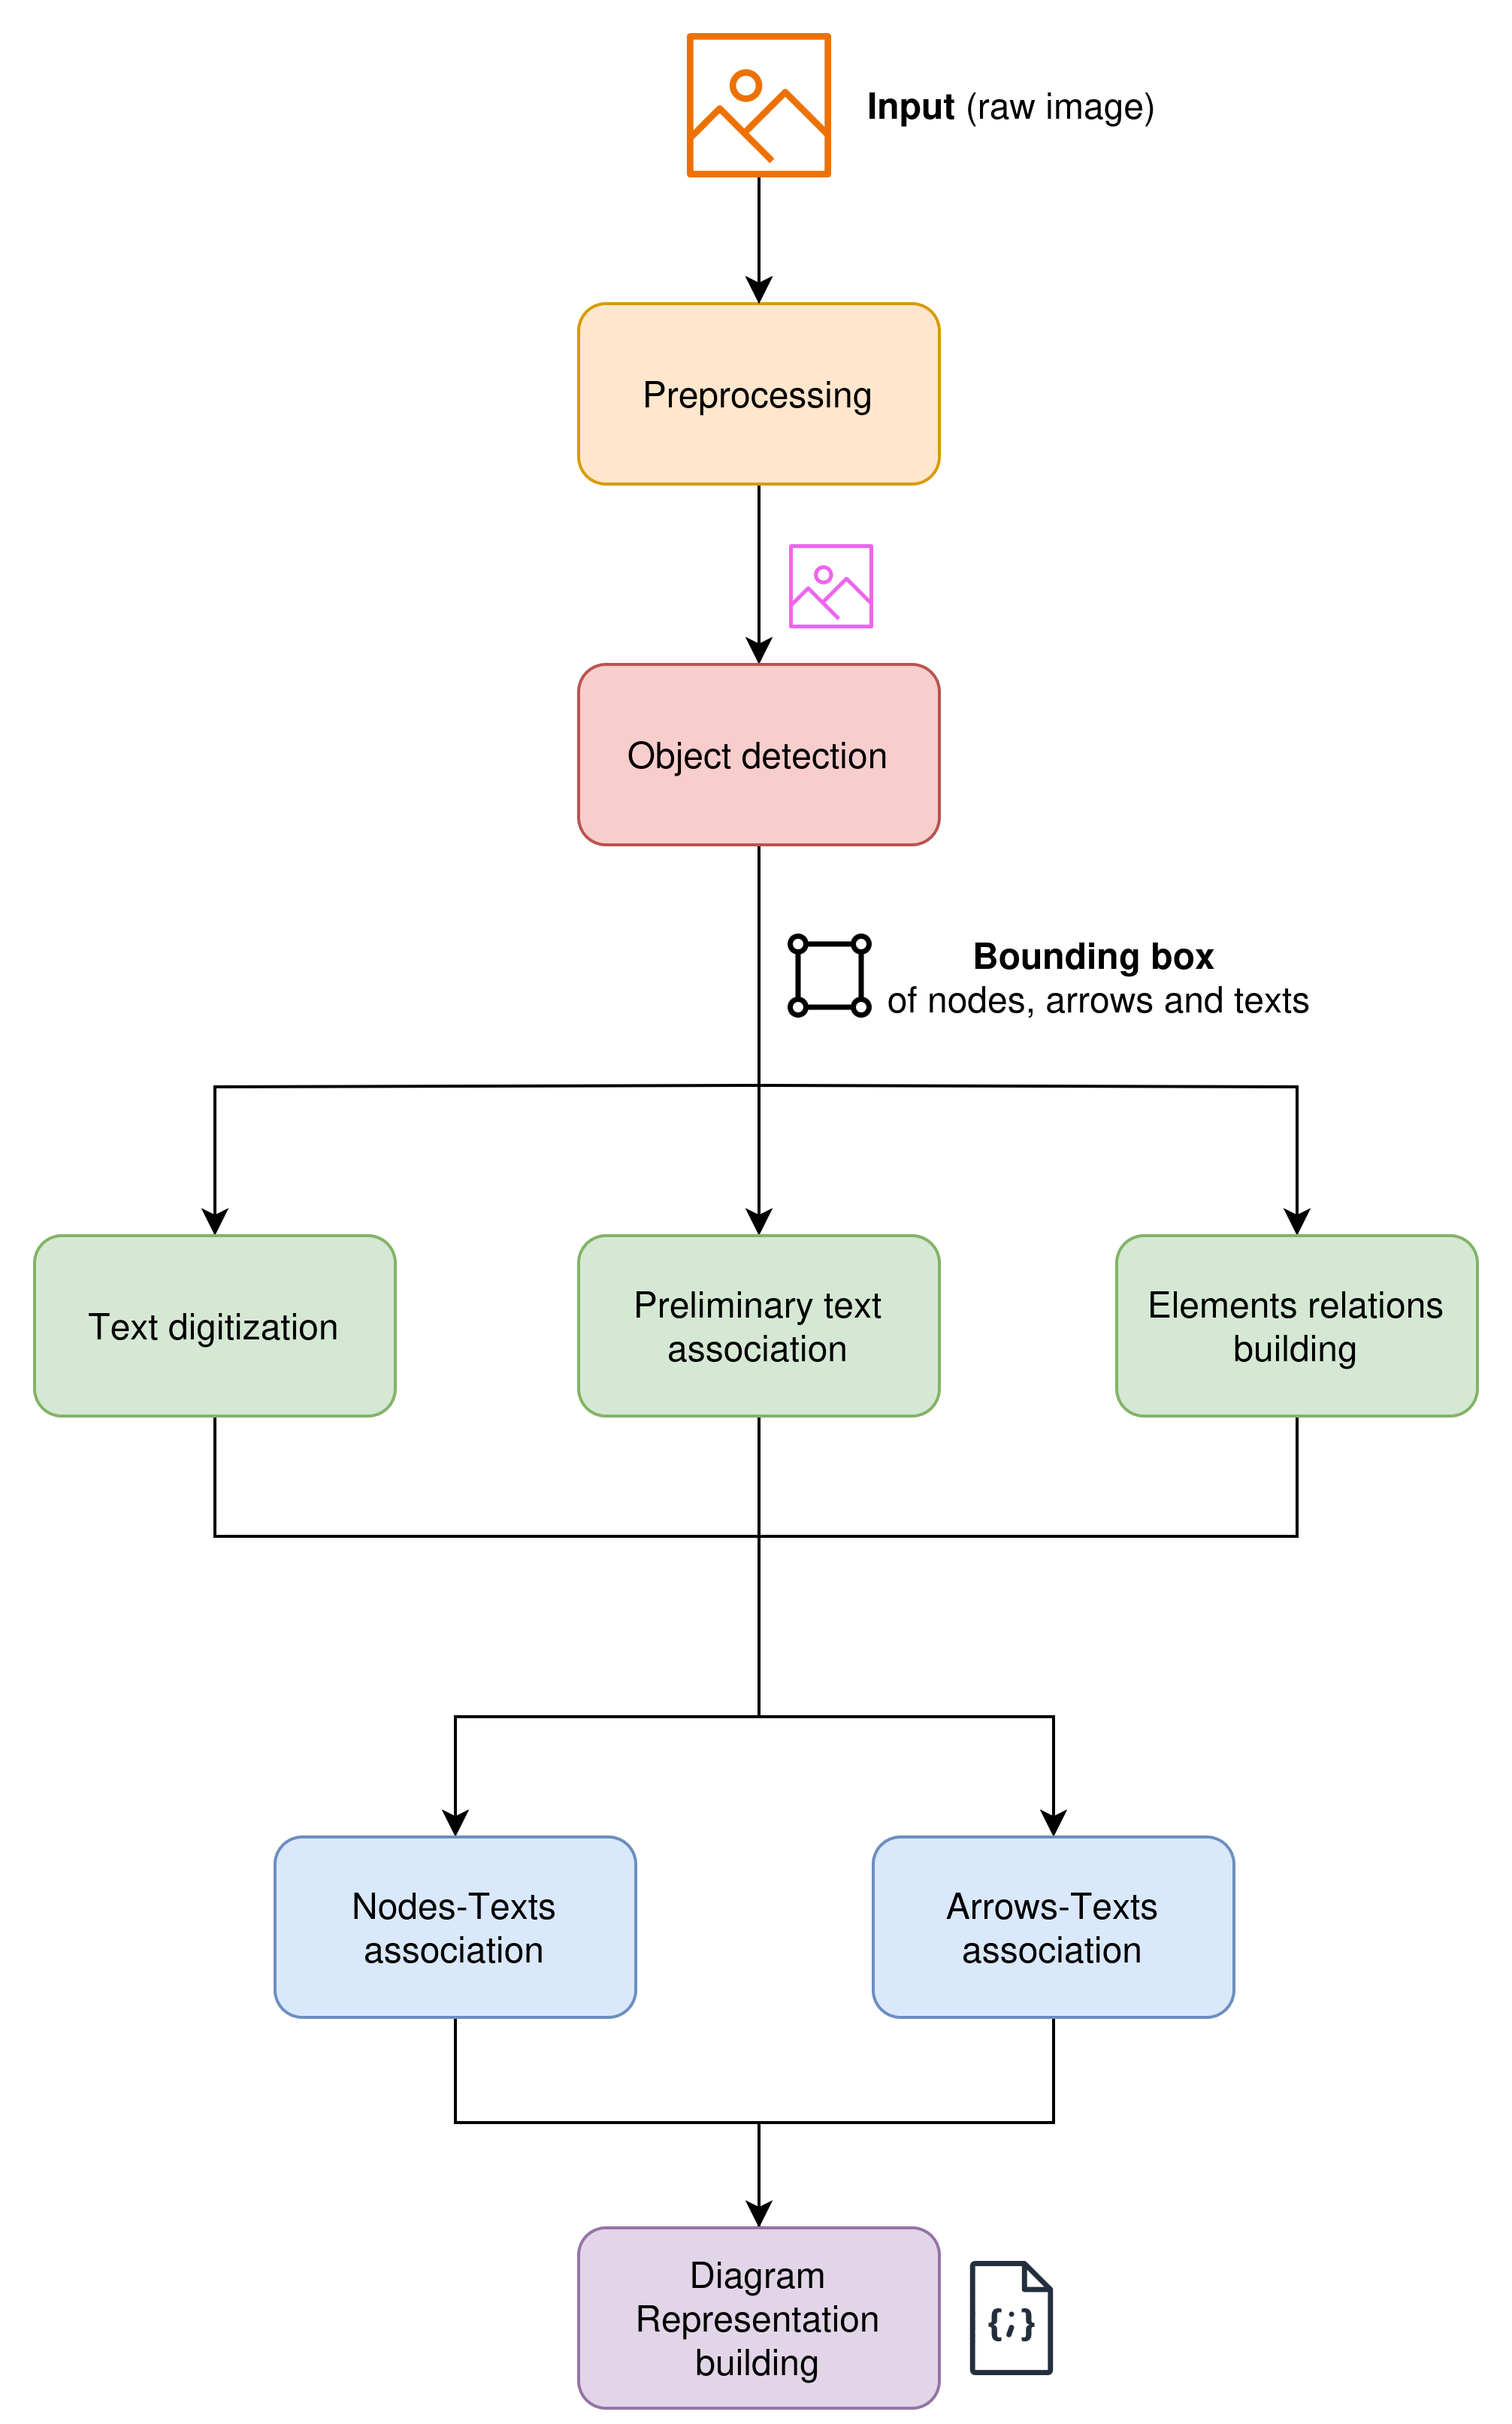 Input (raw image)
Preprocessing
Object detection
Bounding box
of nodes, arrows and texts
Text digitization
Preliminary text
association
Elements relations
building
Nodes-Texts
association
Arrows-Texts
association
Diagram
Representation
building
{;}